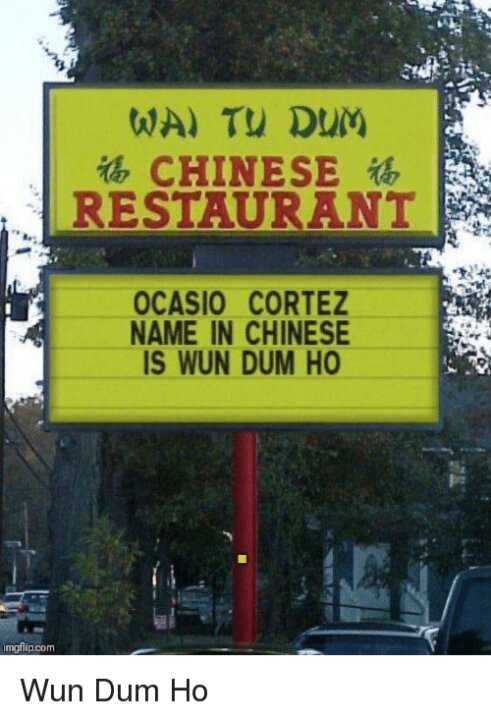 WAI TU DUM
福 CHINESE 福
RESTAURANT
OCASIO CORTEZ
NAME IN CHINESE
IS WUN DUM HO
imgflip.com
Wun Dum Ho